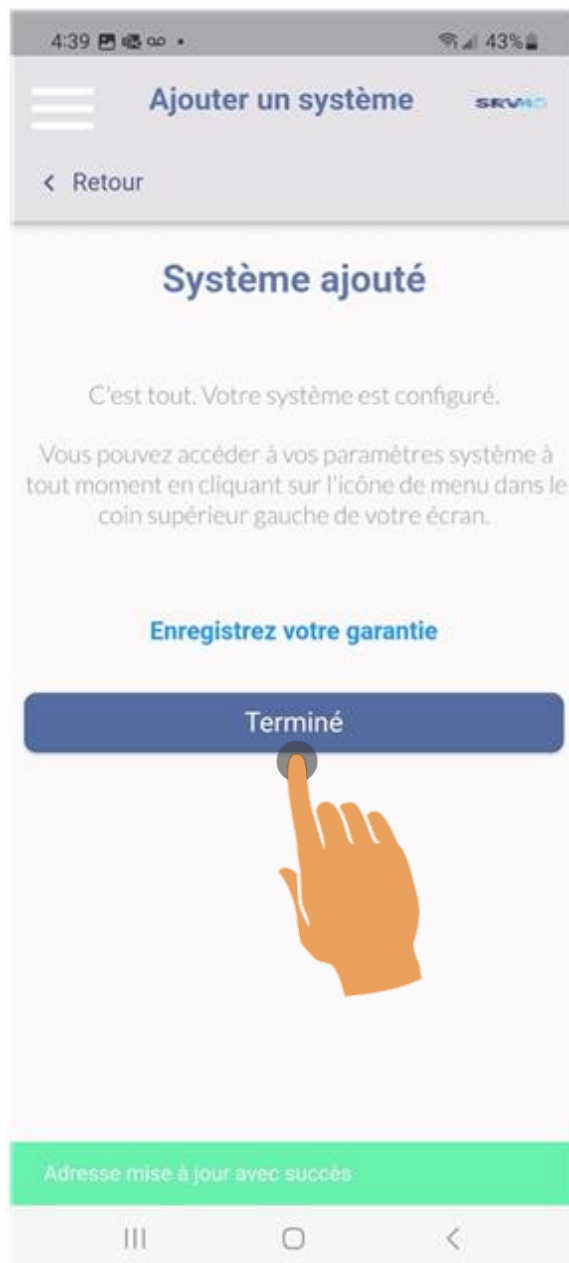 4:39
43%
Ajouter un système
< Retour
Système ajouté
C'est tout. Votre système est configuré.
Vous pouvez accéder à vos paramètres système à
tout moment en cliquant sur l'icône de menu dans le
coin supérieur gauche de votre écran.
Enregistrez votre garantie
Terminé
Adresse mise à jour avec succès